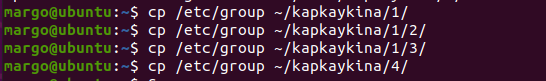 margo@ubuntu:~$ cp /etc/group ~/kapkaykina/1/
margo@ubuntu:~$ cp /etc/group ~/kapkaykina/1/2/
margo@ubuntu:~$ cp /etc/group ~/kapkaykina/1/3/
margo@ubuntu:~$ cp /etc/group ~/kapkaykina/4/